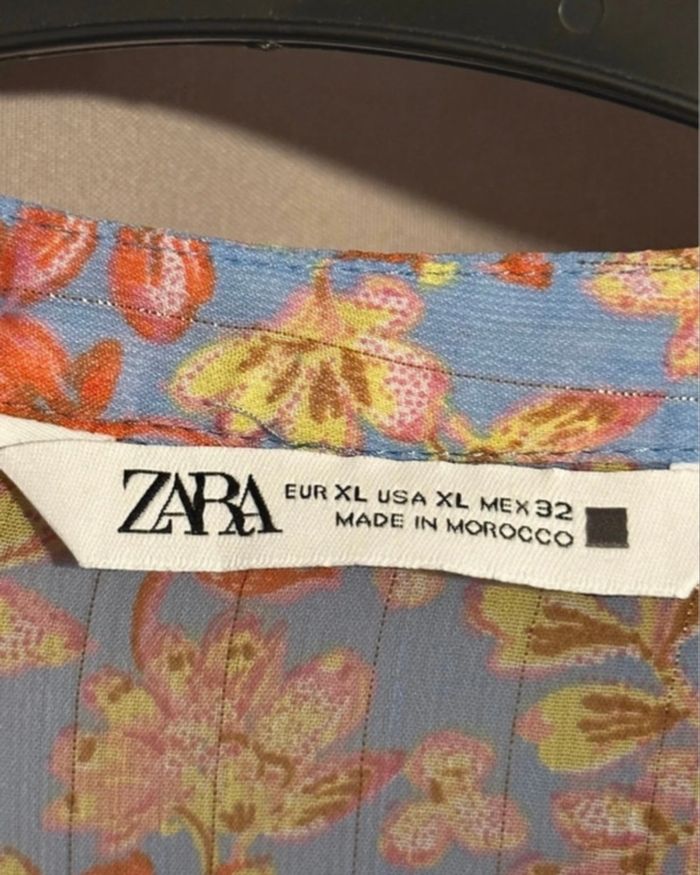 ZARA
EUR XL USA XL MEX 32
MADE IN MOROCCO